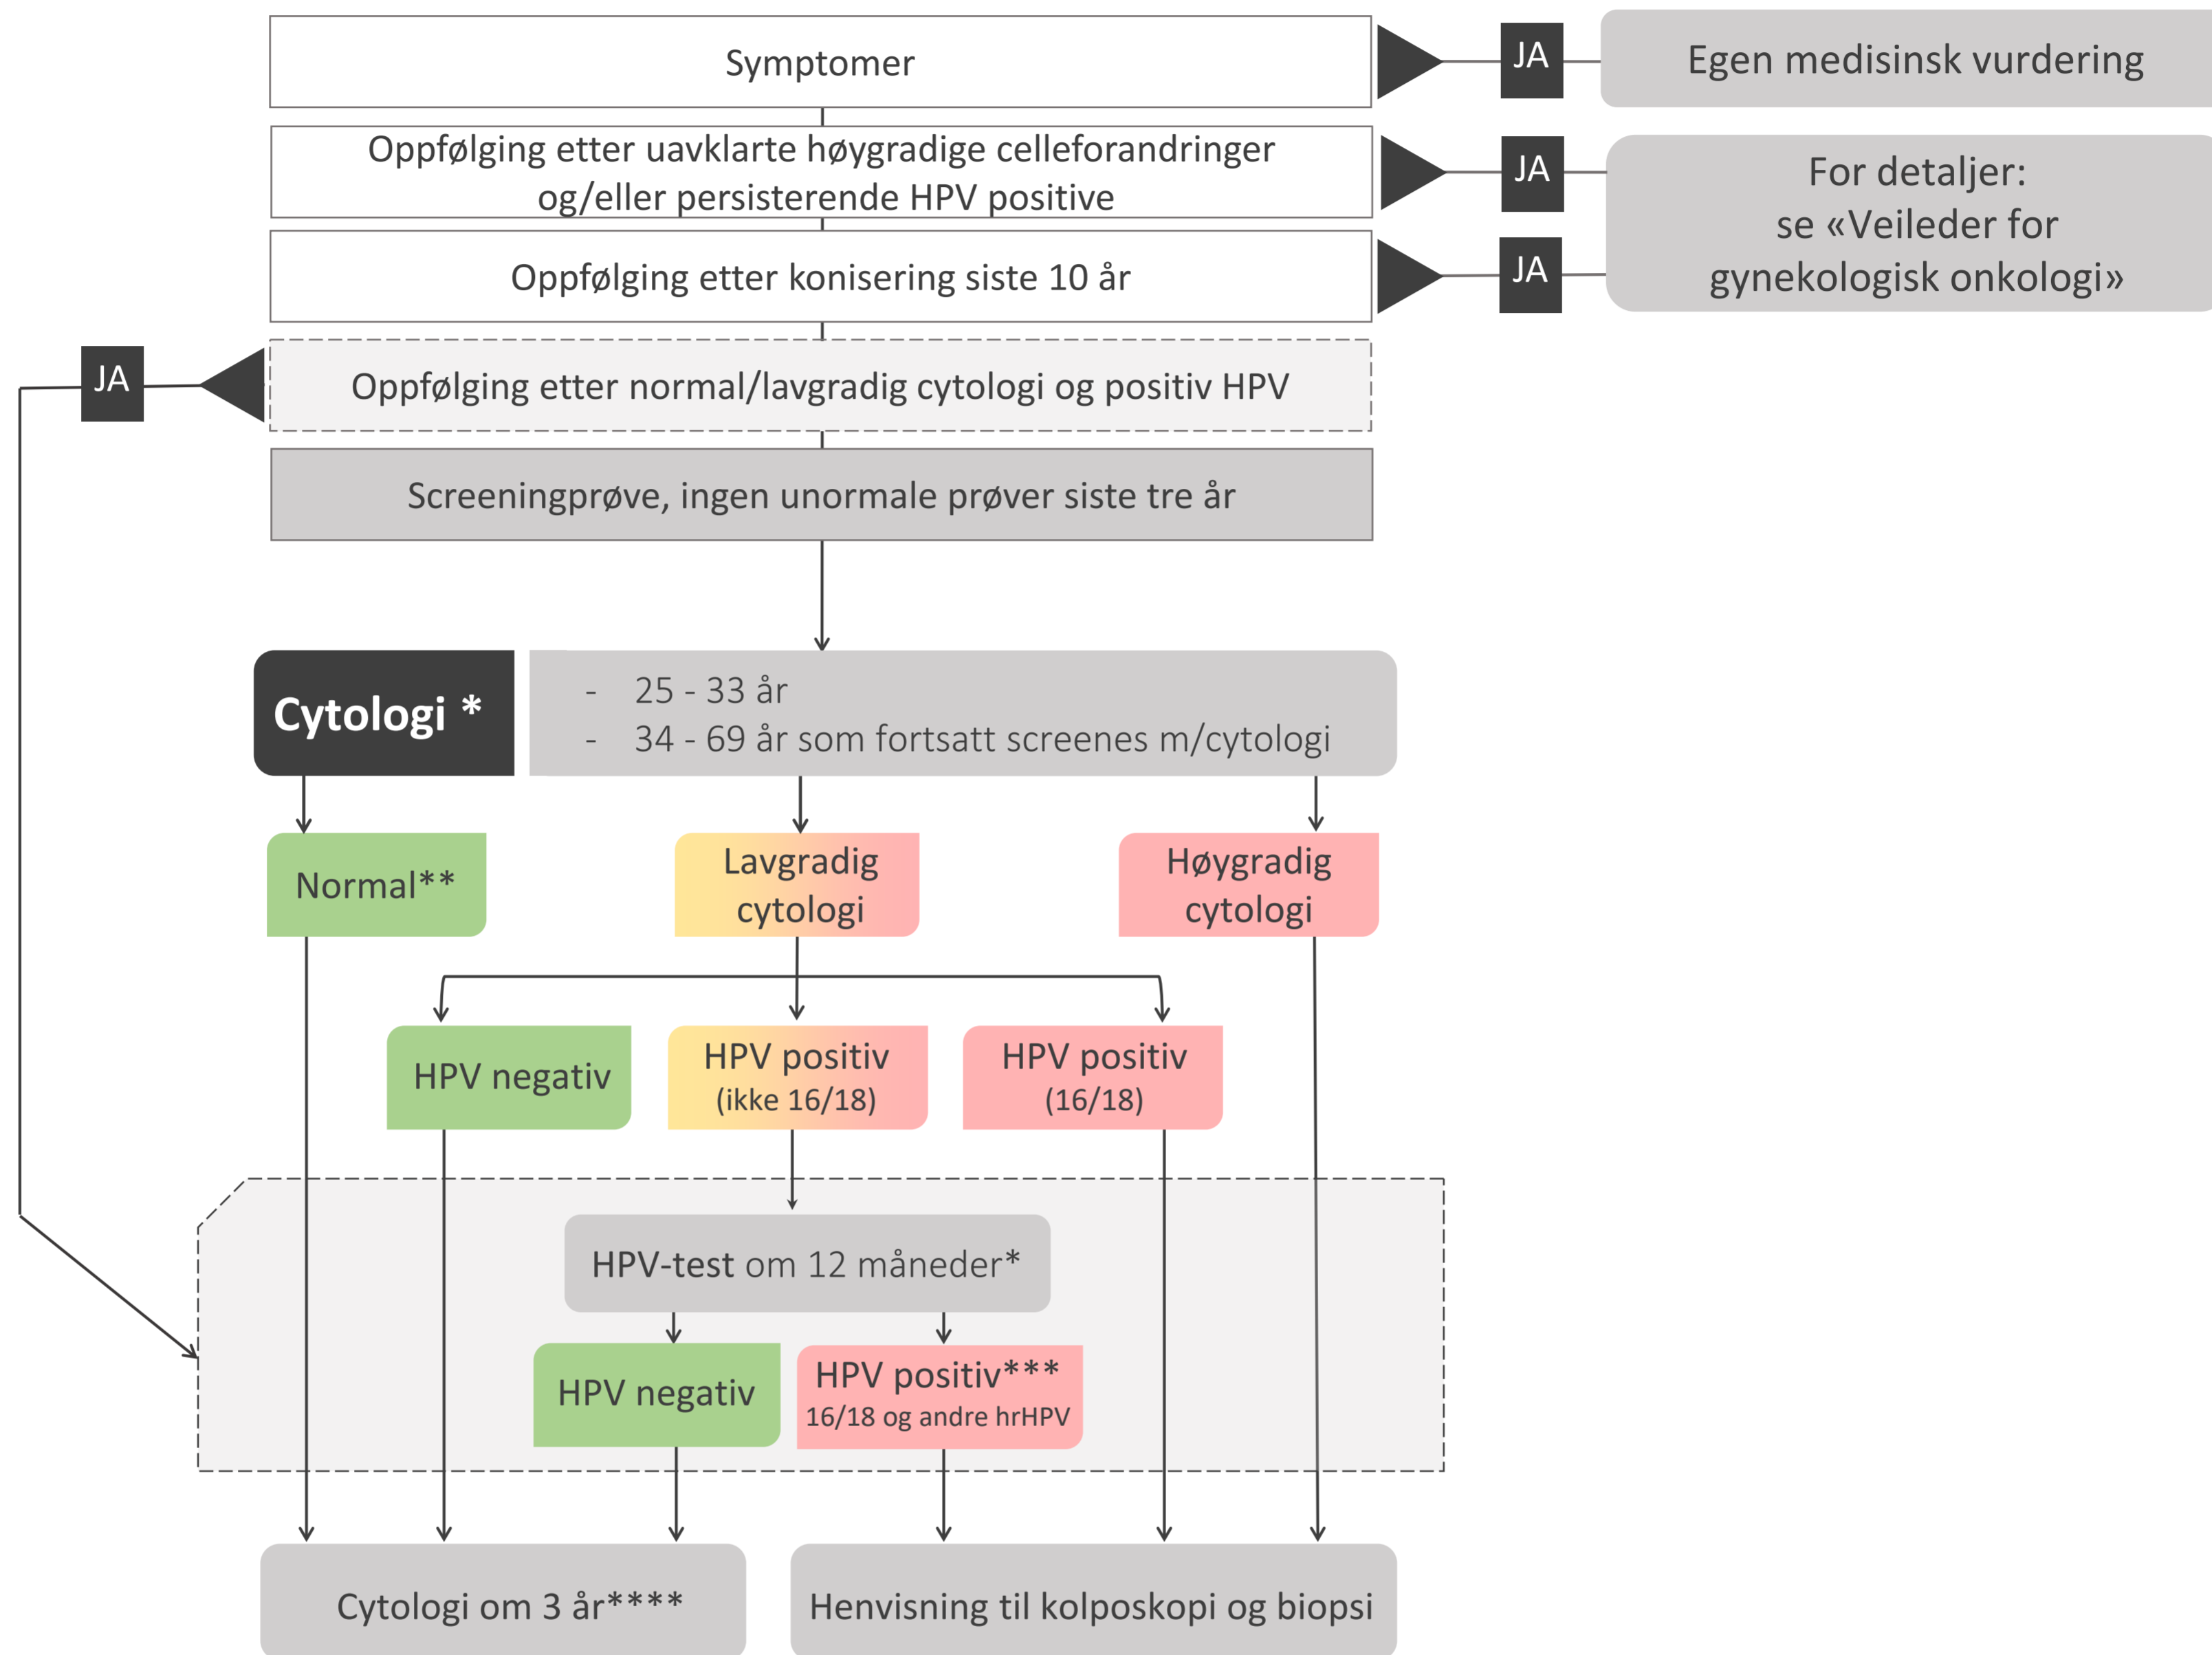 Symptomer
JA
Egen medisinsk vurdering
Oppfølging etter uavklarte høygradige celleforandringer
og/eller persisterende HPV positive
JA
For detaljer:
se «Veileder for
gynekologisk onkologi»
Oppfølging etter konisering siste 10 år
JA
JA
Oppfølging etter normal/lavgradig cytologi og positiv HPV
Screeningprøve, ingen unormale prøver siste tre år
Cytologi *
- 25 - 33 år
- 34 - 69 år som fortsatt screenes m/cytologi
Normal**
Lavgradig
cytologi
Høygradig
cytologi
HPV negativ
HPV positiv
(ikke 16/18)
HPV positiv
(16/18)
HPV-test om 12 måneder*
HPV negativ
HPV positiv***
16/18 og andre hrHPV
Cytologi om 3 år****
Henvisning til kolposkopi og biopsi